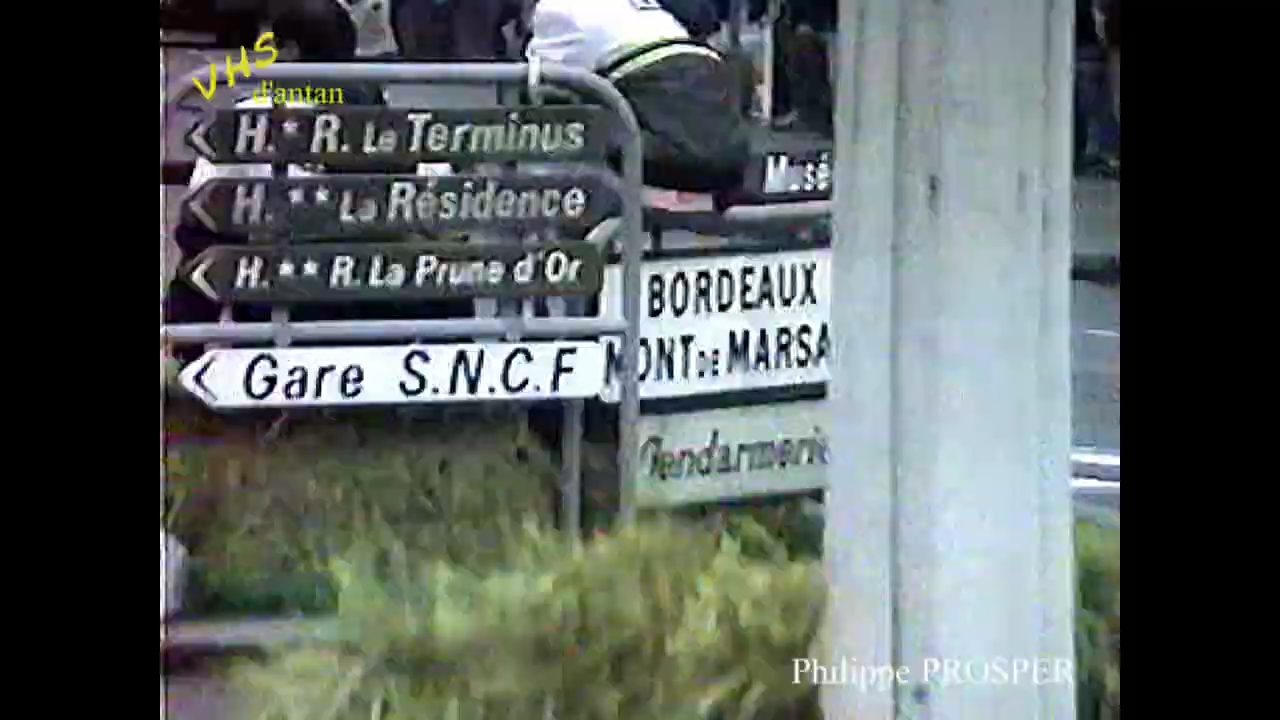 VHS
d'antan
H.* R. Le Terminus
H.** La Résidence
H.** R. La Prune d'Or
Gare S.N.C.F
Musé
BORDEAUX
MONT DE MARSA
Gendarmerie
Philippe PROSPER